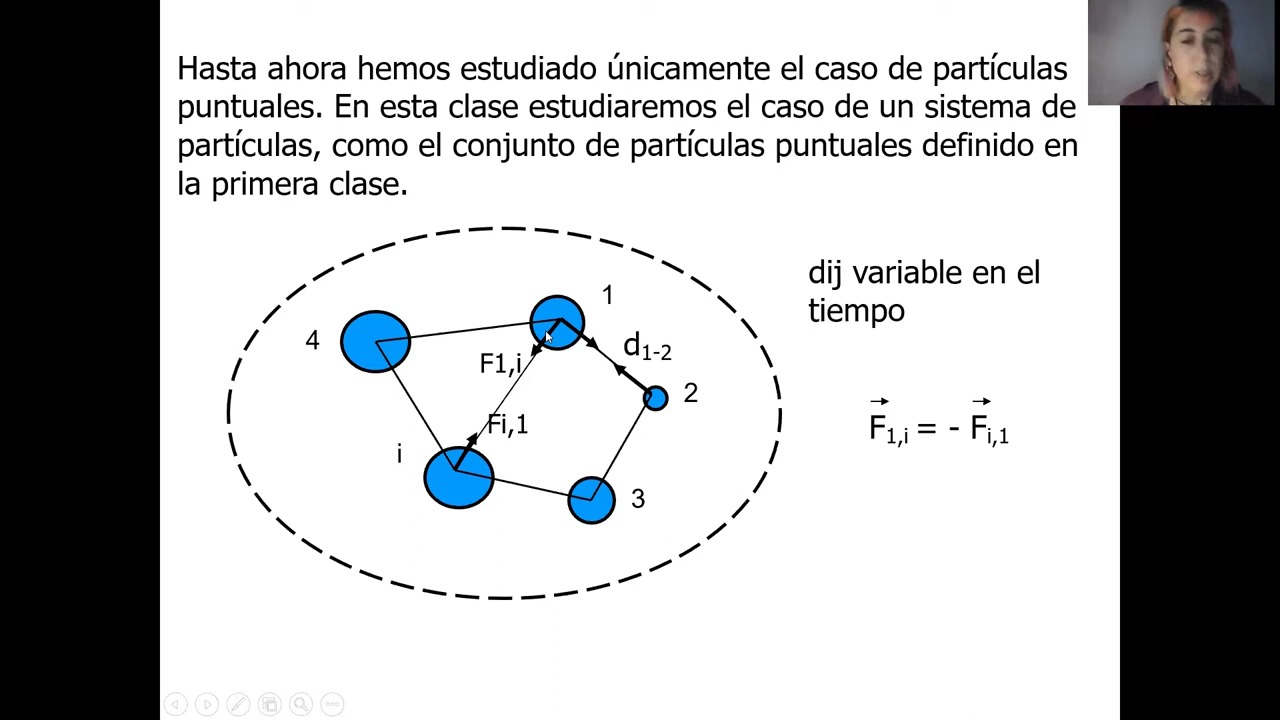 Hasta ahora hemos estudiado únicamente el caso de partículas
puntuales. En esta clase estudiaremos el caso de un sistema de
partículas, como el conjunto de partículas puntuales definido en
la primera clase.
dij variable en el
tiempo
1
4
d1-2
F1,i
2
Fi,1
F1,i = - Fi,1
i
3